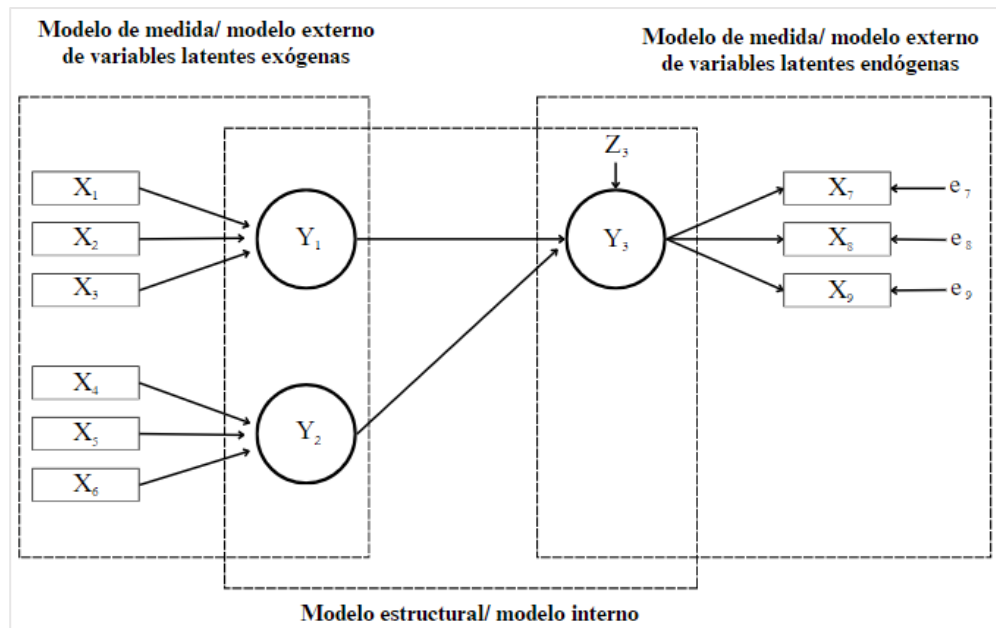 Modelo de medida/ modelo externo
de variables latentes exógenas
Modelo de medida/ modelo externo
de variables latentes endógenas
Z₃
X₁
X₂
X₃
Y₁
Y₃
X₇
X₈
X₉
e₇
e₈
e₉
X₄
X₅
X₆
Y₂
Modelo estructural/ modelo interno